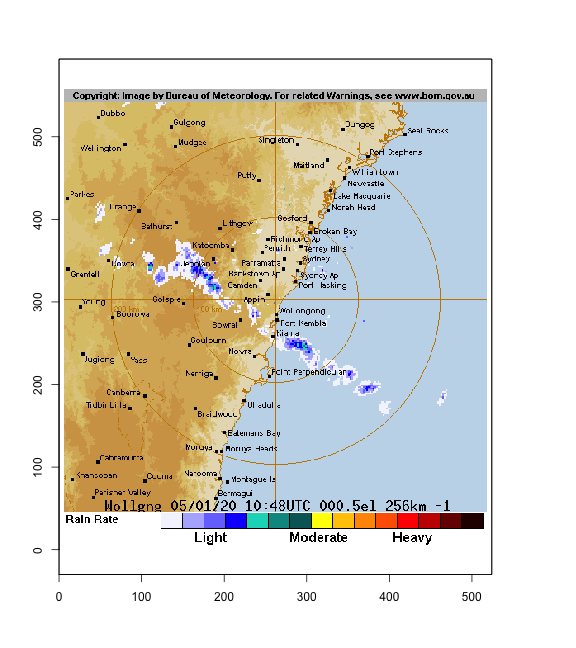 Copyright: Image by Bureau of Meteorology. For related Warnings, see www.bom.gov.au
Dubbo
Gulgong
Dungog
Seal Rocks
Wellington
Mudgee
Singleton
Port Stephens
Maitland
Williamtown
Putty
Newcastle
Parkes
Lake Macquarie
Orange
Norah Head
Bathurst
Lithgow
Gosford
Broken Bay
Katoomba
Richmond Ap
Penrith
Terrey Hills
Cowra
Parramatta
Sydney
Grenfell
Bankstown Ap
Sydney Ap
Camden
Port Hacking
Young
Goulpie
Appin
Boorowa
Wollongong
Bowral
Port Kembla
Kiama
Goulburn
Jugiong
Yass
Nowra
Nerriga
Point Perpendicular
Canberra
Tidbinbilla
Braidwood
Ulladulla
Batemans Bay
Moruya
Moruya Heads
Cabramurra
Khancoban
Cooma
Narooma
Montague Is
Perisher Valley
Bermagui
Wollgng 05/01/20 10:48UTC 000.5el 256km -1
Rain Rate
Light Moderate Heavy
0
100
200
300
400
500
0 100 200 300 400 500